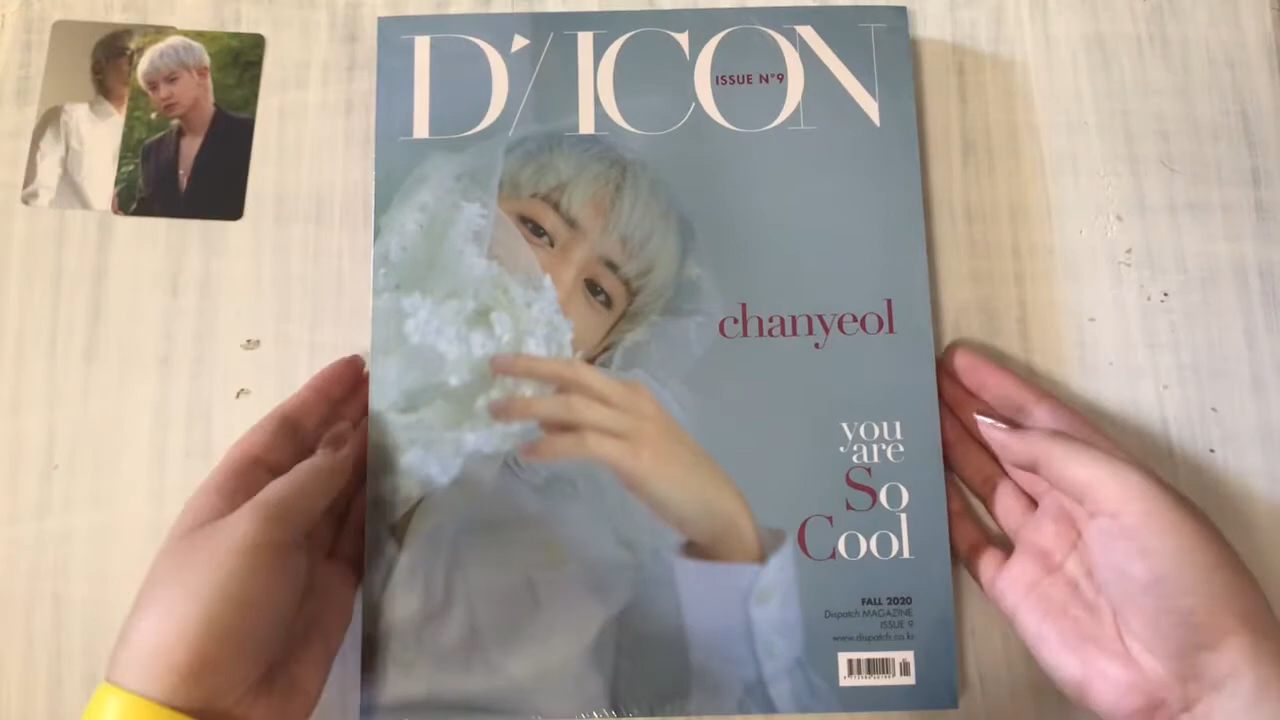 D'/ICON
ISSUE N°9
chanyeol
you
are
So
Cool
FALL 2020
Dispatch MAGAZINE
ISSUE 9
www.dispatch.co.kr